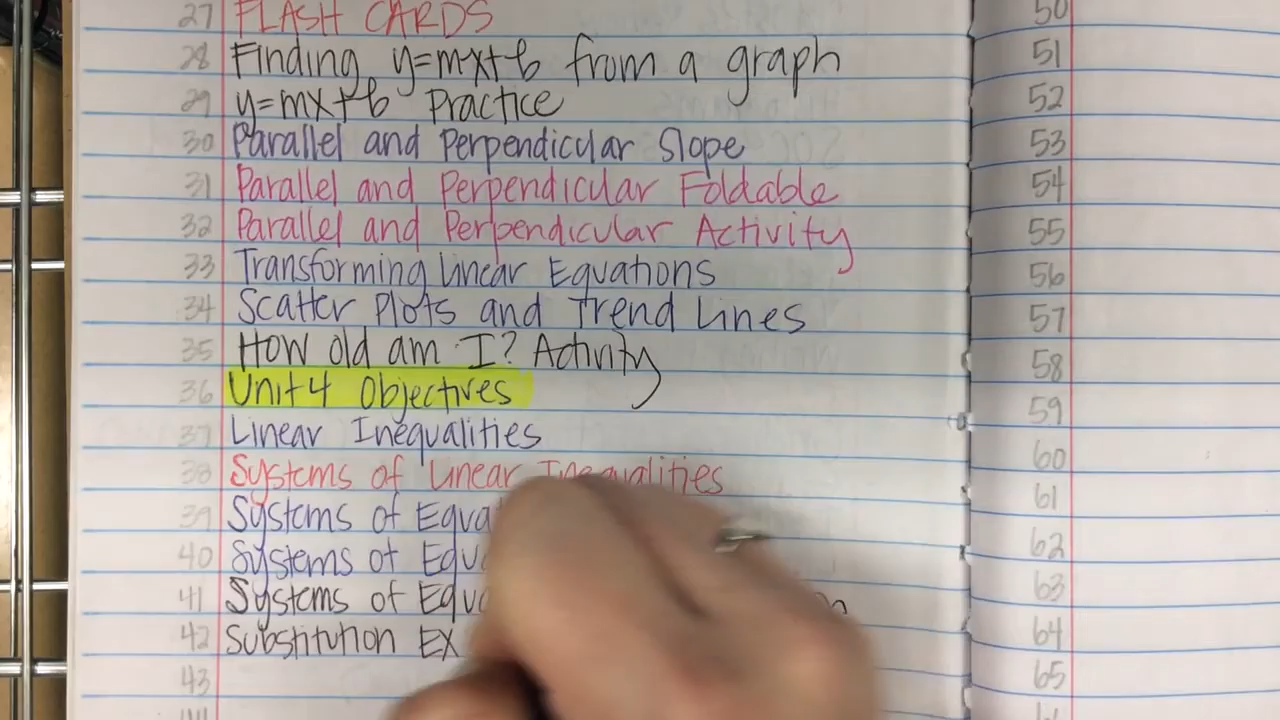 27 FLASH CARDS
28 Finding y=mx+b from a graph
29 y=mx+b Practice
30 Parallel and Perpendicular Slope
31 Parallel and Perpendicular Foldable
32 Parallel and Perpendicular Activity
33 Transforming Linear Equations
34 Scatter Plots and Trend Lines
35 How old am I? Activity
36 Unit 4 Objectives
37 Linear Inequalities
38 Systems of Linear Inequalities
39 Systems of
40 Systems of
41 Systems of
42 Substitution
43
50
51
52
53
54
55
56
57
58
59
60
61
62
63
64
65